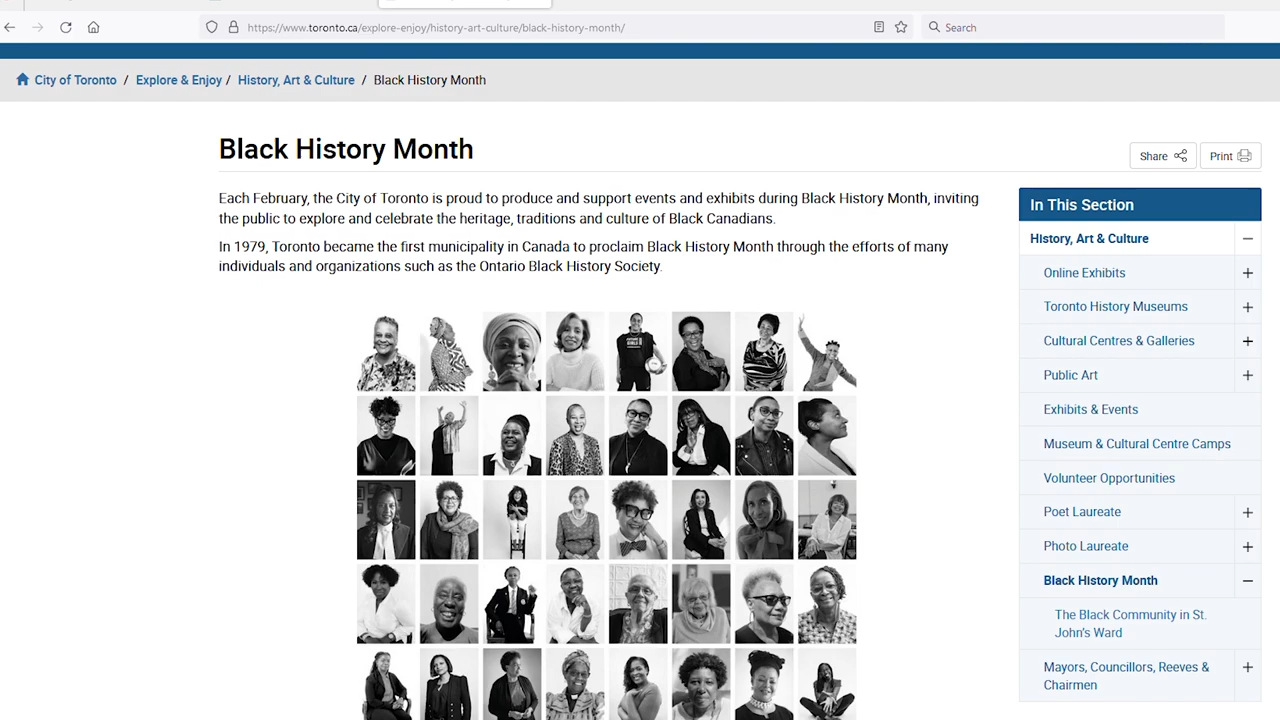 https://www.toronto.ca/explore-enjoy/history-art-culture/black-history-month/
Search
City of Toronto / Explore & Enjoy / History, Art & Culture / Black History Month
Black History Month
Share
Print
Each February, the City of Toronto is proud to produce and support events and exhibits during Black History Month, inviting
the public to explore and celebrate the heritage, traditions and culture of Black Canadians.
In 1979, Toronto became the first municipality in Canada to proclaim Black History Month through the efforts of many
individuals and organizations such as the Ontario Black History Society.
In This Section
History, Art & Culture
Online Exhibits
Toronto History Museums
Cultural Centres & Galleries
Public Art
Exhibits & Events
Museum & Cultural Centre Camps
Volunteer Opportunities
Poet Laureate
Photo Laureate
Black History Month
The Black Community in St.
John's Ward
Mayors, Councillors, Reeves &
Chairmen